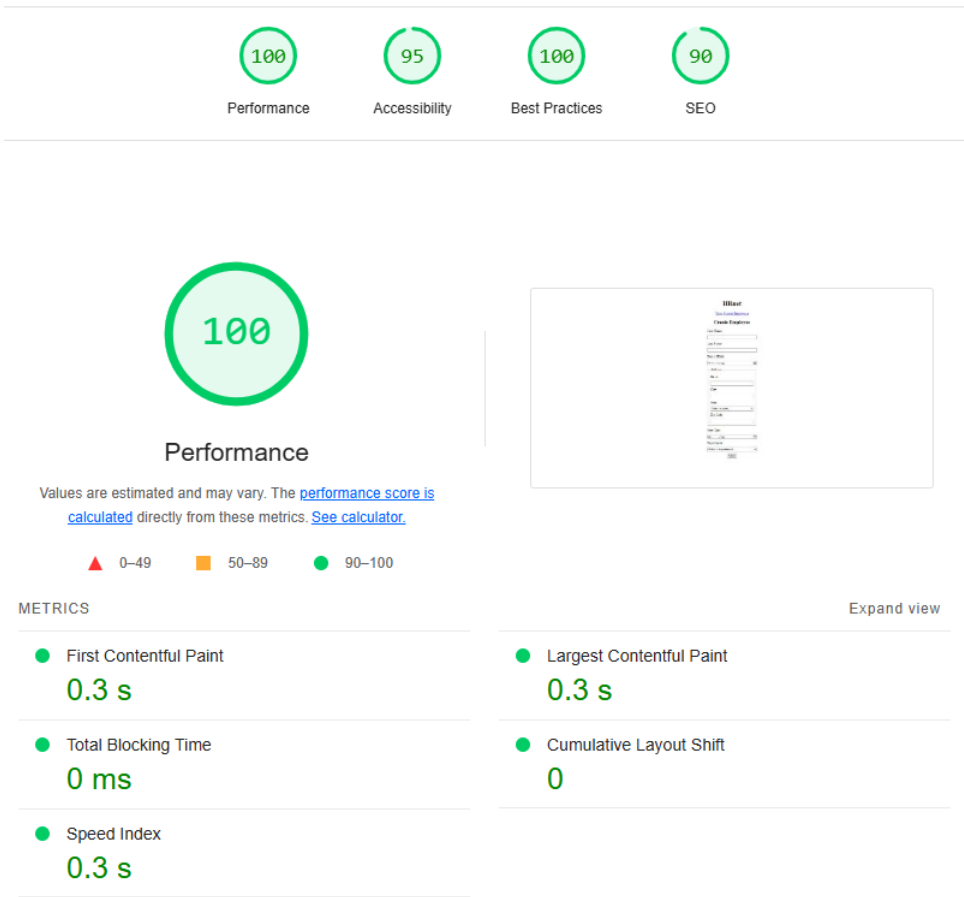 100
95
100
90
Performance
Accessibility
Best Practices
SEO
100
Performance
Values are estimated and may vary. The performance score is
calculated directly from these metrics. See calculator.
0–49
50–89
90–100
HRnet
Create Employee
METRICS
Expand view
First Contentful Paint
0.3 s
Largest Contentful Paint
0.3 s
Total Blocking Time
0 ms
Cumulative Layout Shift
0
Speed Index
0.3 s